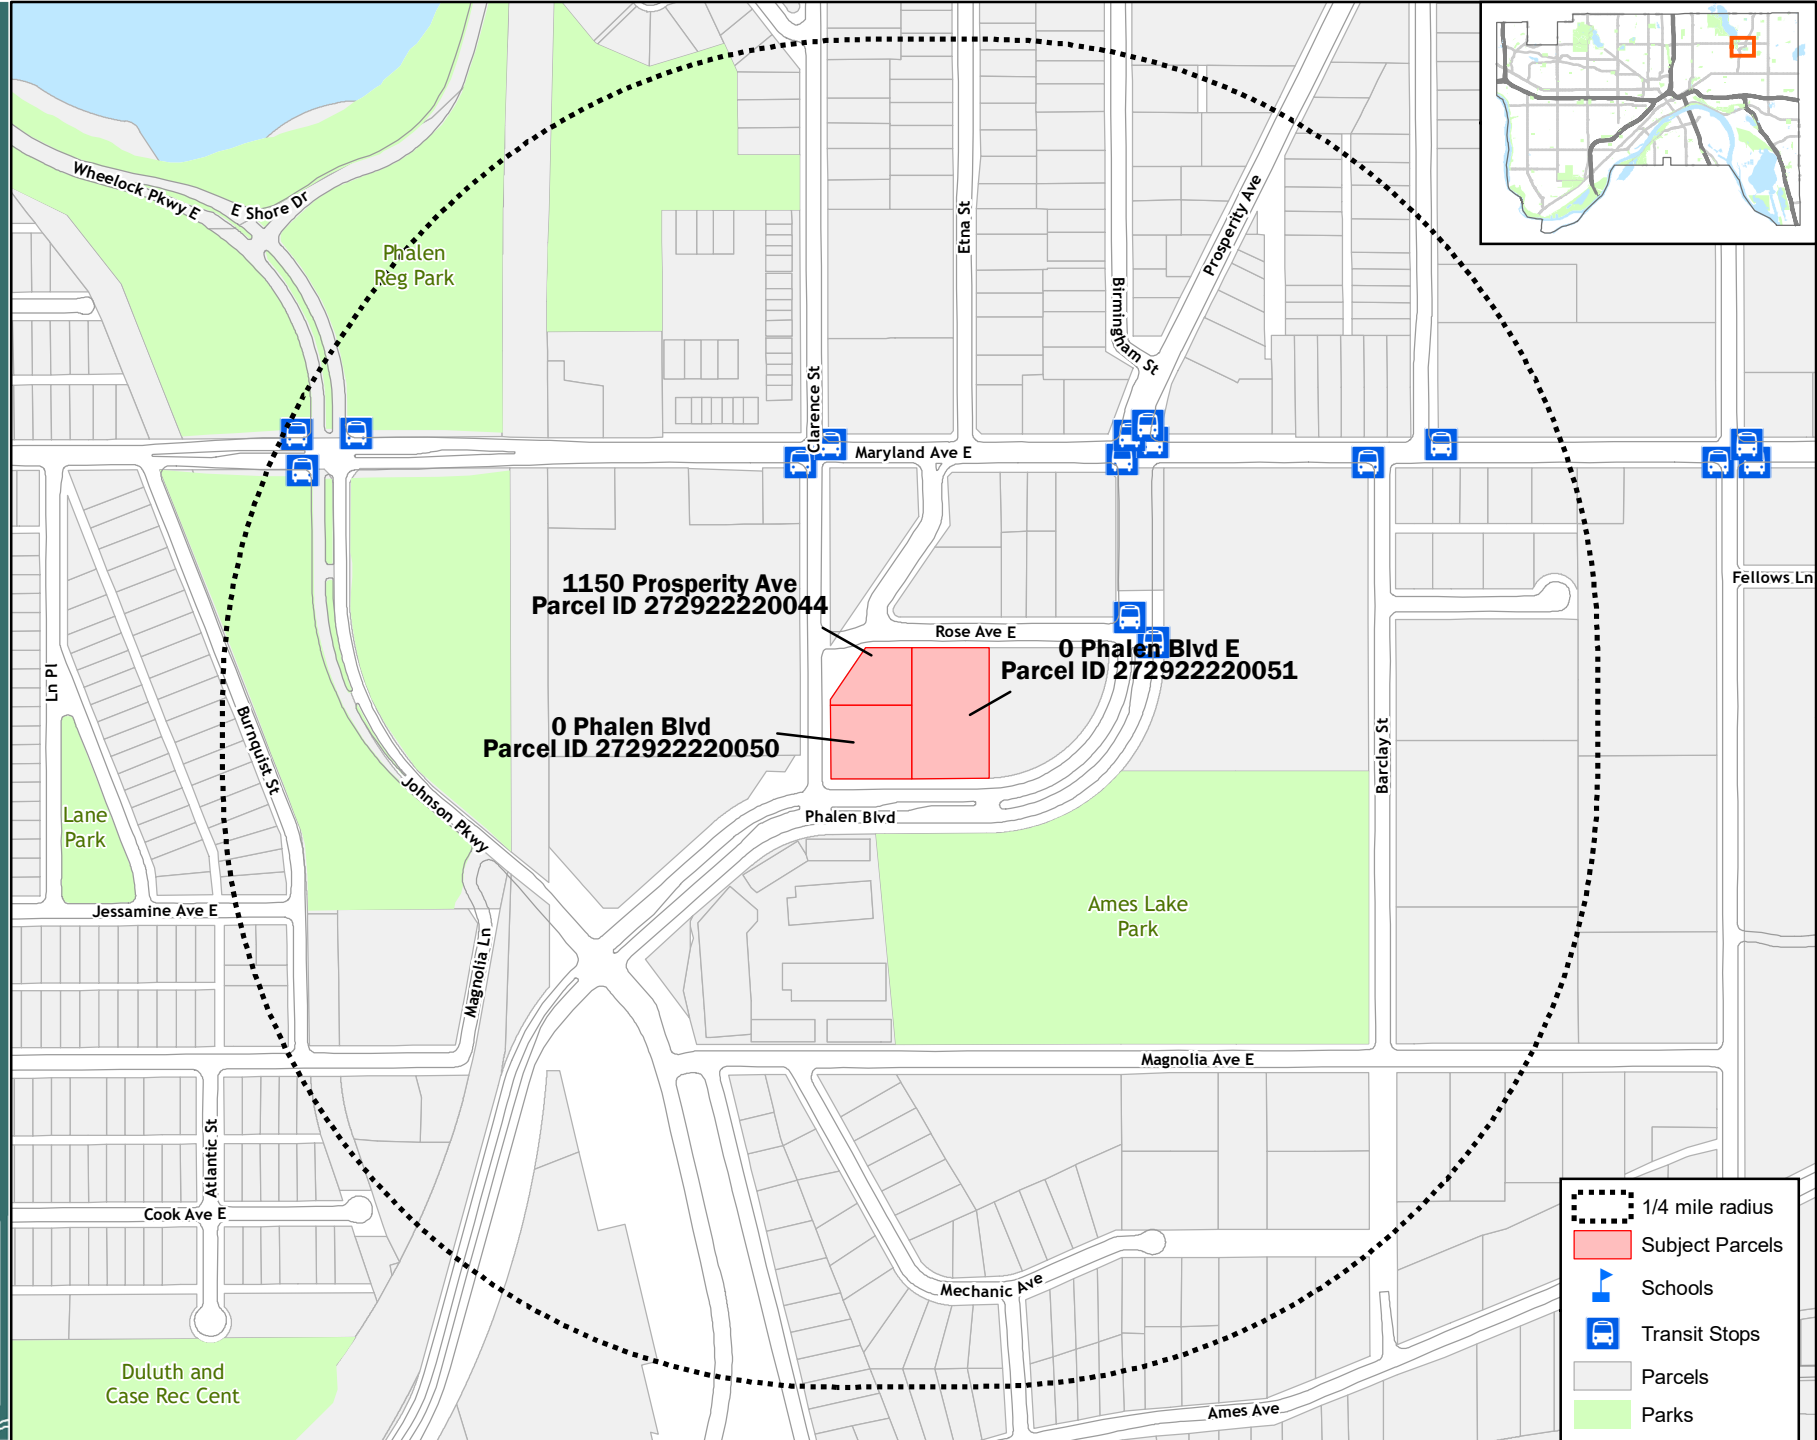 Wheelock Pkwy E
E Shore Dr
Phalen
Reg Park
Etna St
Prosperity Ave
Birmingham St
Clarence St
Maryland Ave E
1150 Prosperity Ave
Parcel ID 272922220044
Fellows Ln
Rose Ave E
0 Phalen Blvd E
Parcel ID 272922220051
0 Phalen Blvd
Parcel ID 272922220050
Ln Pl
Burnquist St
Johnson Pkwy
Barclay St
Lane
Park
Phalen Blvd
Jessamine Ave E
Ames Lake
Park
Magnolia Ln
Magnolia Ave E
Atlantic St
Cook Ave E
Mechanic Ave
Duluth and
Case Rec Cent
Ames Ave
1/4 mile radius
Subject Parcels
Schools
Transit Stops
Parcels
Parks